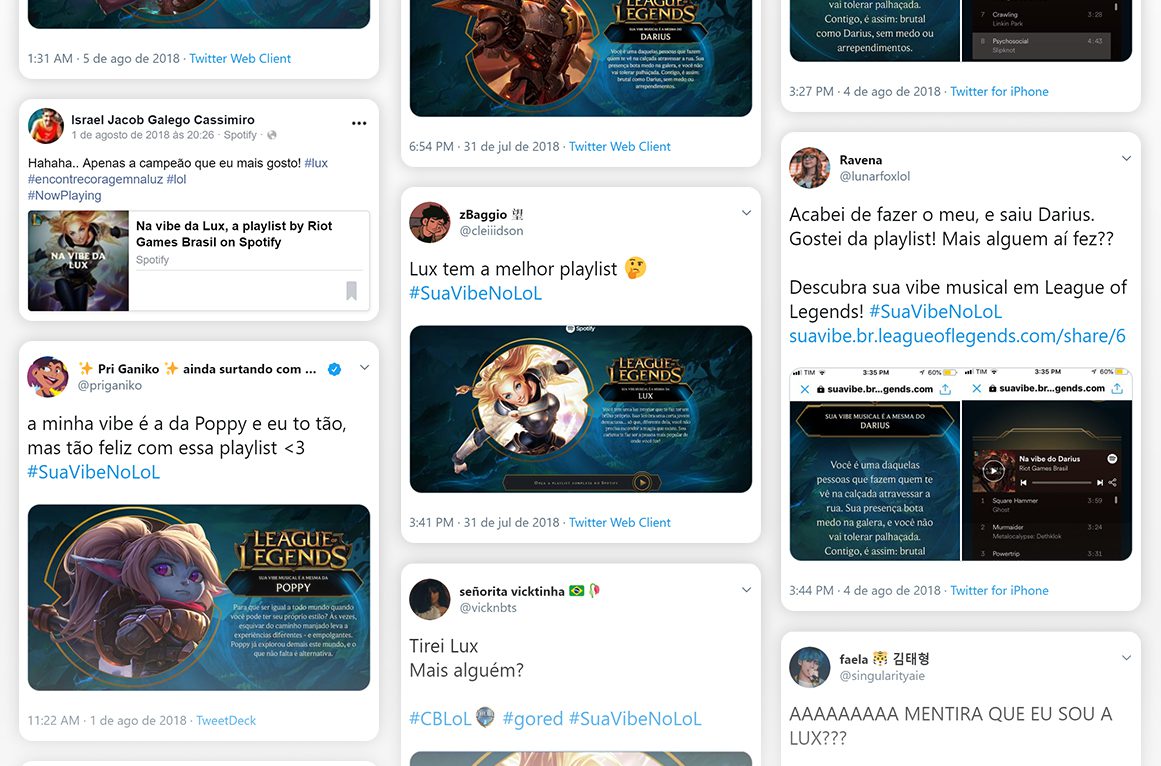 1:31 AM · 5 de ago de 2018 · Twitter Web Client
Israel Jacob Galego Cassimiro
1 de agosto de 2018 às 20:26 · Spotify ·
Hahaha.. Apenas a campeão que eu mais gosto! #lux
#encontrecoragemnaluz #lol
#NowPlaying
NA VIBE DA
LUX
Na vibe da Lux, a playlist by Riot
Games Brasil on Spotify
Spotify
✨ Pri Ganiko ✨ ainda surtando com ...
@priganiko
a minha vibe é a da Poppy e eu to tão,
mas tão feliz com essa playlist <3
#SuaVibeNoLoL
LEAGUE OF
LEGENDS
SUA VIBE MUSICAL É A MESMA DA
POPPY
Para que ser igual a todo mundo quando
você pode ter seu próprio estilo? Às vezes,
esquivar do caminho manjado leva a
experiências diferentes - e empolgantes.
Poppy já explorou demais este mundo, e o
que não falta é alternativa.
11:22 AM · 1 de ago de 2018 · TweetDeck
LEAGUE OF
LEGENDS
SUA VIBE MUSICAL É A MESMA DO
DARIUS
Você é uma daquelas pessoas que fazem
quem te vê na calçada atravessar a rua. Sua
presença bota medo na galera, e você não
vai tolerar palhaçada. Contigo, é assim:
brutal como Darius, sem medo ou
arrependimentos.
6:54 PM · 31 de jul de 2018 · Twitter Web Client
zBaggio 望
@cleiiidson
Lux tem a melhor playlist 🤔
#SuaVibeNoLoL
Spotify
LEAGUE OF
LEGENDS
SUA VIBE MUSICAL É A MESMA DA
LUX
OUÇA A PLAYLIST COMPLETA NO SPOTIFY
3:41 PM · 31 de jul de 2018 · Twitter Web Client
señorita vicktinha 🇧🇷
@vicknbts
Tirei Lux
Mais alguém?
#CBLoL #gored #SuaVibeNoLoL
vai tolerar palhaçada.
Contigo, é assim: brutal
como Darius, sem medo ou
arrependimentos.
7 Crawling 3:28
Linkin Park
8 Psychosocial 4:43
Slipknot
3:27 PM · 4 de ago de 2018 · Twitter for iPhone
Ravena
@lunarfoxlol
Acabei de fazer o meu, e saiu Darius.
Gostei da playlist! Mais alguem aí fez??
Descubra sua vibe musical em League of
Legends! #SuaVibeNoLoL
suavibe.br.leagueoflegends.com/share/6
TIM 3:35 PM 60%
suavibe.br...gends.com
SUA VIBE MUSICAL É A MESMA DO
DARIUS
Você é uma daquelas
pessoas que fazem quem te
vê na calçada atravessar a
rua. Sua presença bota
medo na galera, e você não
vai tolerar palhaçada.
Contigo, é assim: brutal
TIM 3:35 PM 60%
suavibe.br...gends.com
Na vibe do Darius
Riot Games Brasil
1 Square Hammer 3:59
Ghost
2 Murmaider 3:24
Metalocalypse: Dethklok
3 Powertrip 3:31
3:44 PM · 4 de ago de 2018 · Twitter for iPhone
faela 🐯 김태형
@singularityaie
AAAAAAAAA MENTIRA QUE EU SOU A
LUX???